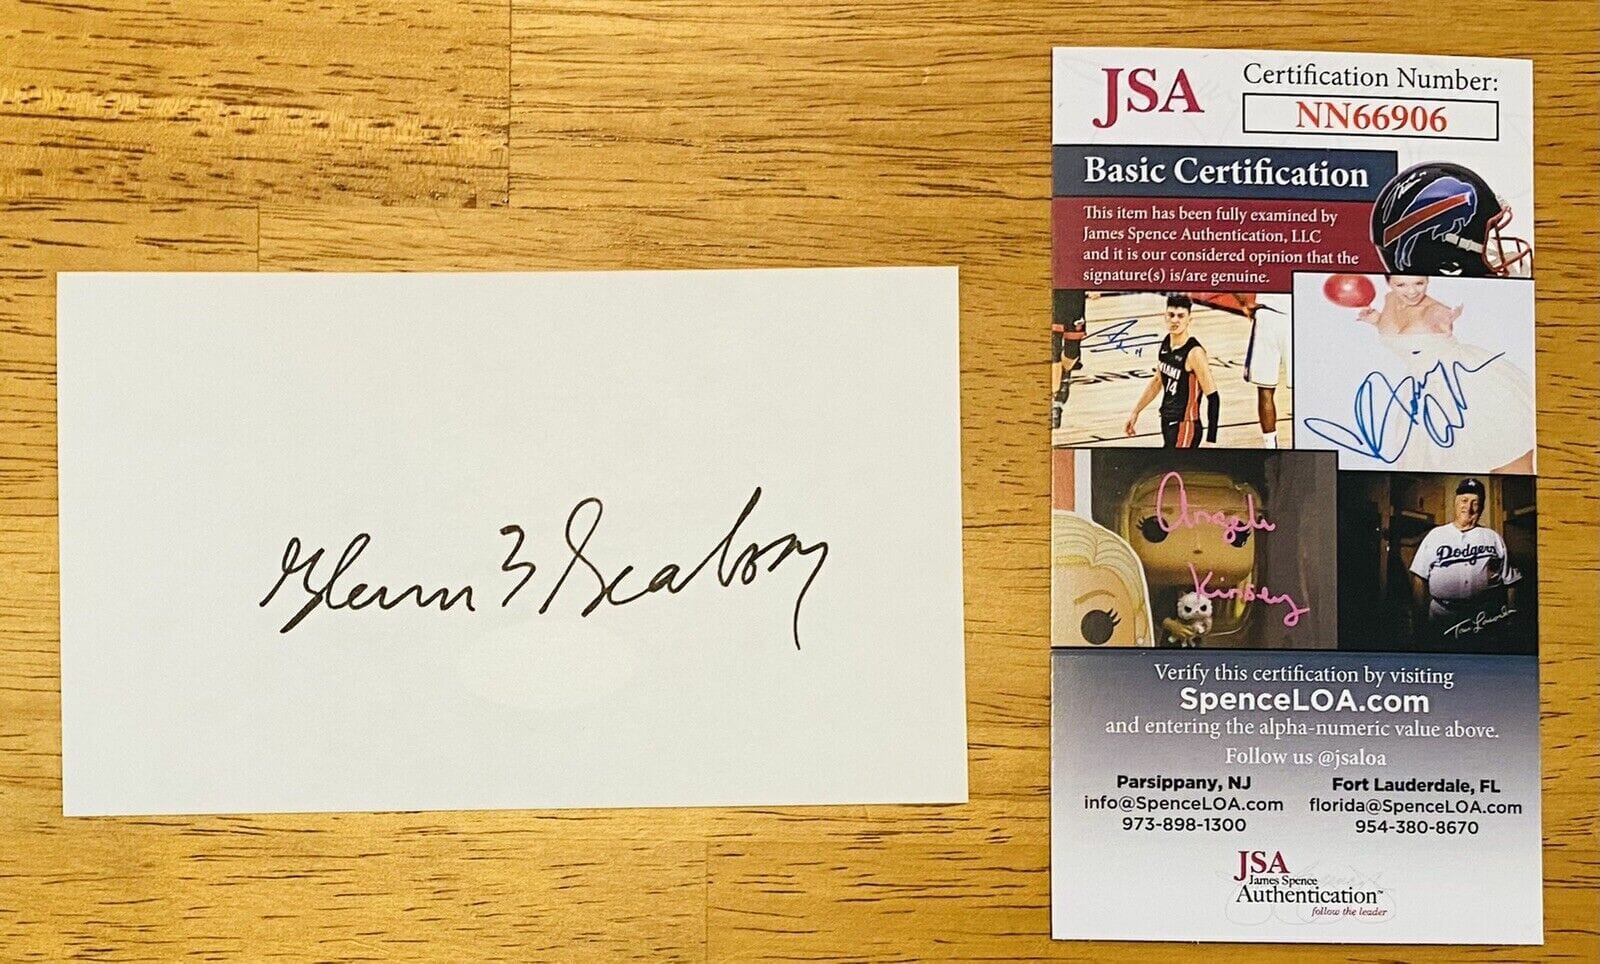 Glenn T Seaborg
JSA
Certification Number:
NN66906
Basic Certification
This item has been fully examined by
James Spence Authentication, LLC
and it is our considered opinion that the
signature(s) is/are genuine.
MIAMI
14
Angela
Kinsey
Dodgers
Verify this certification by visiting
SpenceLOA.com
and entering the alpha-numeric value above.
Follow us @jsaloa
Parsippany, NJ
info@SpenceLOA.com
973-898-1300
Fort Lauderdale, FL
florida@SpenceLOA.com
954-380-8670
JSA
James Spence
Authentication™
follow the leader